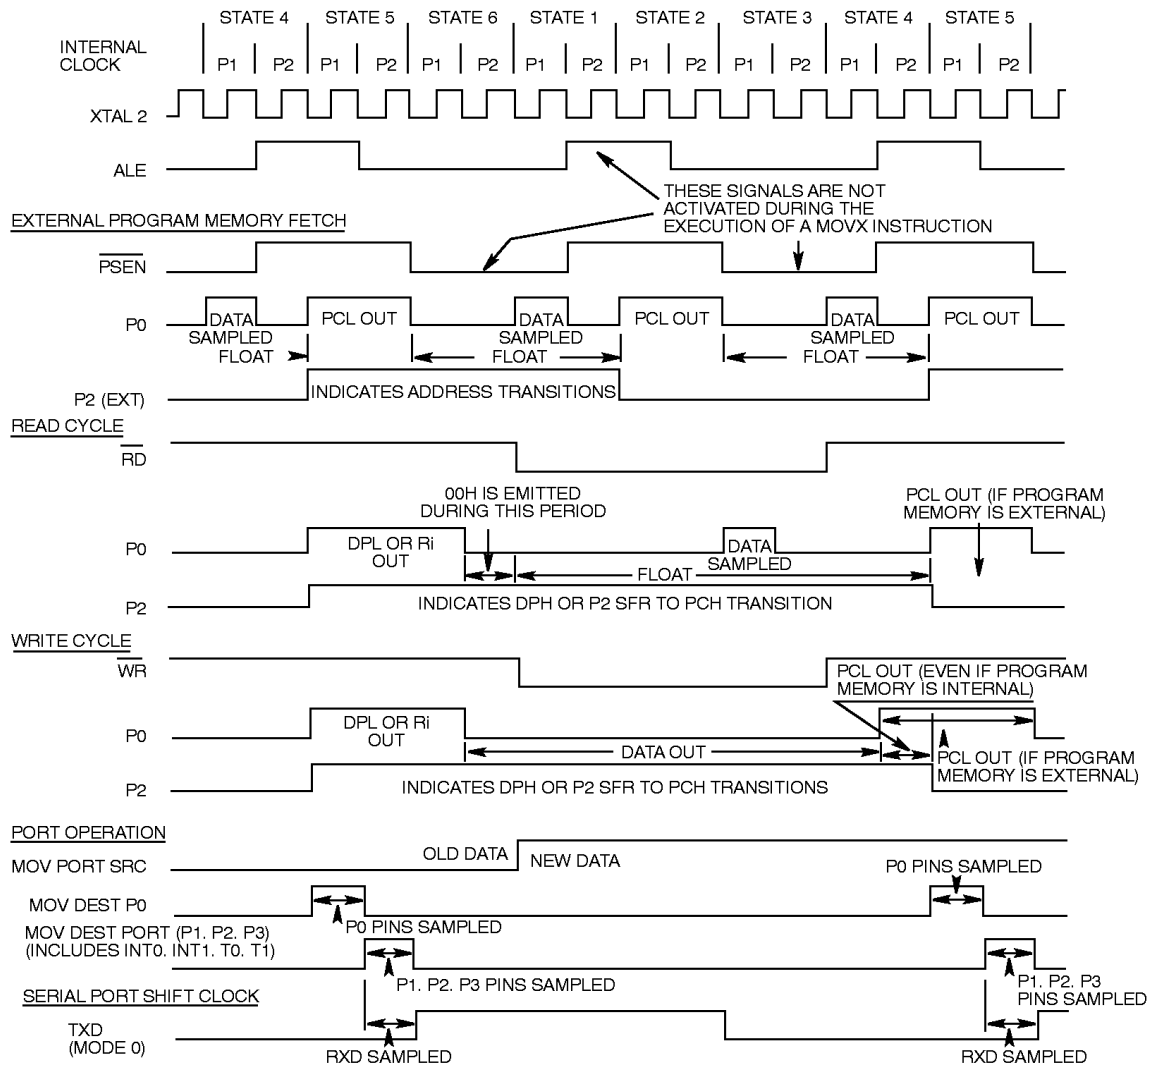 STATE 4 STATE 5 STATE 6 STATE 1 STATE 2 STATE 3 STATE 4 STATE 5
INTERNAL
CLOCK
P1 P2 P1 P2 P1 P2 P1 P2 P1 P2 P1 P2 P1 P2 P1 P2
XTAL 2
ALE
THESE SIGNALS ARE NOT
ACTIVATED DURING THE
EXECUTION OF A MOVX INSTRUCTION
EXTERNAL PROGRAM MEMORY FETCH
PSEN
P0
DATA PCL OUT DATA PCL OUT DATA PCL OUT
SAMPLED SAMPLED SAMPLED
FLOAT FLOAT FLOAT
INDICATES ADDRESS TRANSITIONS
P2 (EXT)
READ CYCLE
RD
00H IS EMITTED
DURING THIS PERIOD
PCL OUT (IF PROGRAM
MEMORY IS EXTERNAL)
P0
DPL OR Ri
OUT
DATA
SAMPLED
FLOAT
P2
INDICATES DPH OR P2 SFR TO PCH TRANSITION
WRITE CYCLE
WR
PCL OUT (EVEN IF PROGRAM
MEMORY IS INTERNAL)
P0
DPL OR Ri
OUT
DATA OUT
PCL OUT (IF PROGRAM
MEMORY IS EXTERNAL)
P2
INDICATES DPH OR P2 SFR TO PCH TRANSITIONS
PORT OPERATION
MOV PORT SRC
OLD DATA NEW DATA
P0 PINS SAMPLED
MOV DEST P0
P0 PINS SAMPLED
MOV DEST PORT (P1. P2. P3)
(INCLUDES INT0. INT1. T0. T1)
P1. P2. P3 PINS SAMPLED
P1. P2. P3
PINS SAMPLED
SERIAL PORT SHIFT CLOCK
TXD
(MODE 0)
RXD SAMPLED RXD SAMPLED